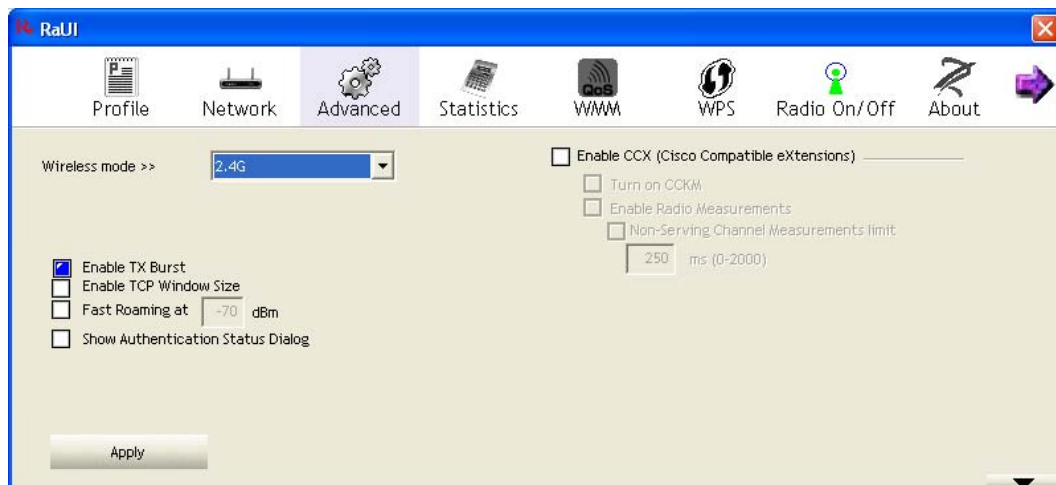 RaUI
Profile Network Advanced Statistics QoS WMM WPS Radio On/Off About
Wireless mode >> 2.4G
Enable TX Burst
Enable TCP Window Size
Fast Roaming at -70 dBm
Show Authentication Status Dialog
Enable CCX (Cisco Compatible eXtensions)
Turn on CCKM
Enable Radio Measurements
Non-Serving Channel Measurements limit
250 ms (0-2000)
Apply